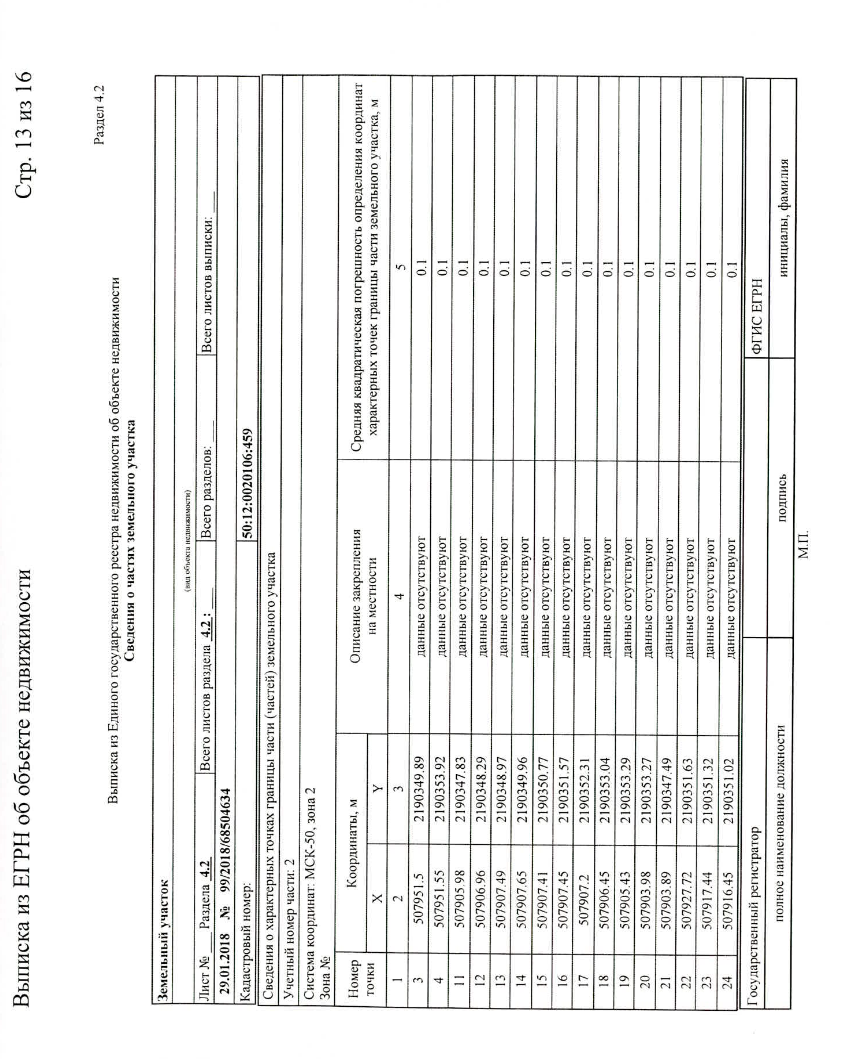 Выписка из ЕГРН об объекте недвижимости Стр. 13 из 16
Раздел 4.2
Выписка из Единого государственного реестра недвижимости об объекте недвижимости
Сведения о частях земельного участка
Земельный участок
(вид объекта недвижимости)
Лист № ___ Раздела 4.2 Всего листов раздела 4.2 : ___ Всего разделов: ___ Всего листов выписки: ___
29.01.2018 № 99/2018/68504634
Кадастровый номер: 50:12:0020106:459
Сведения о характерных точках границы части (частей) земельного участка
Учетный номер части: 2
Система координат: МСК-50, зона 2
Зона №
Номер точки Координаты, м Описание закрепления на местности Средняя квадратическая погрешность определения координат характерных точек границы части земельного участка, м
X Y
1 2 3 4 5
3 507951.5 2190349.89 данные отсутствуют 0.1
4 507951.55 2190353.92 данные отсутствуют 0.1
11 507905.98 2190347.83 данные отсутствуют 0.1
12 507906.96 2190348.29 данные отсутствуют 0.1
13 507907.49 2190348.97 данные отсутствуют 0.1
14 507907.65 2190349.96 данные отсутствуют 0.1
15 507907.41 2190350.77 данные отсутствуют 0.1
16 507907.45 2190351.57 данные отсутствуют 0.1
17 507907.2 2190352.31 данные отсутствуют 0.1
18 507906.45 2190353.04 данные отсутствуют 0.1
19 507905.43 2190353.29 данные отсутствуют 0.1
20 507903.98 2190353.27 данные отсутствуют 0.1
21 507903.89 2190347.49 данные отсутствуют 0.1
22 507927.72 2190351.63 данные отсутствуют 0.1
23 507917.44 2190351.32 данные отсутствуют 0.1
24 507916.45 2190351.02 данные отсутствуют 0.1
Государственный регистратор ФГИС ЕГРН
полное наименование должности подпись инициалы, фамилия
М.П.